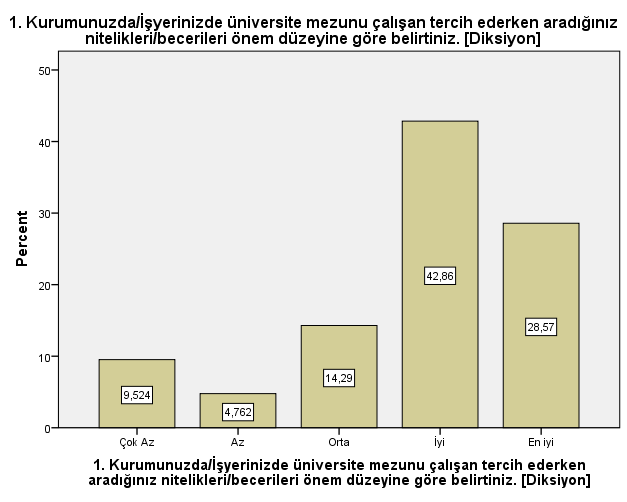 1. Kurumunuzda/İşyerinizde üniversite mezunu çalışan tercih ederken aradığınız
nitelikleri/becerileri önem düzeyine göre belirtiniz. [Diksiyon]
50
40
30
20
10
0
Percent
9,524
4,762
14,29
42,86
28,57
Çok Az
Az
Orta
İyi
En iyi
1. Kurumunuzda/İşyerinizde üniversite mezunu çalışan tercih ederken
aradığınız nitelikleri/becerileri önem düzeyine göre belirtiniz. [Diksiyon]